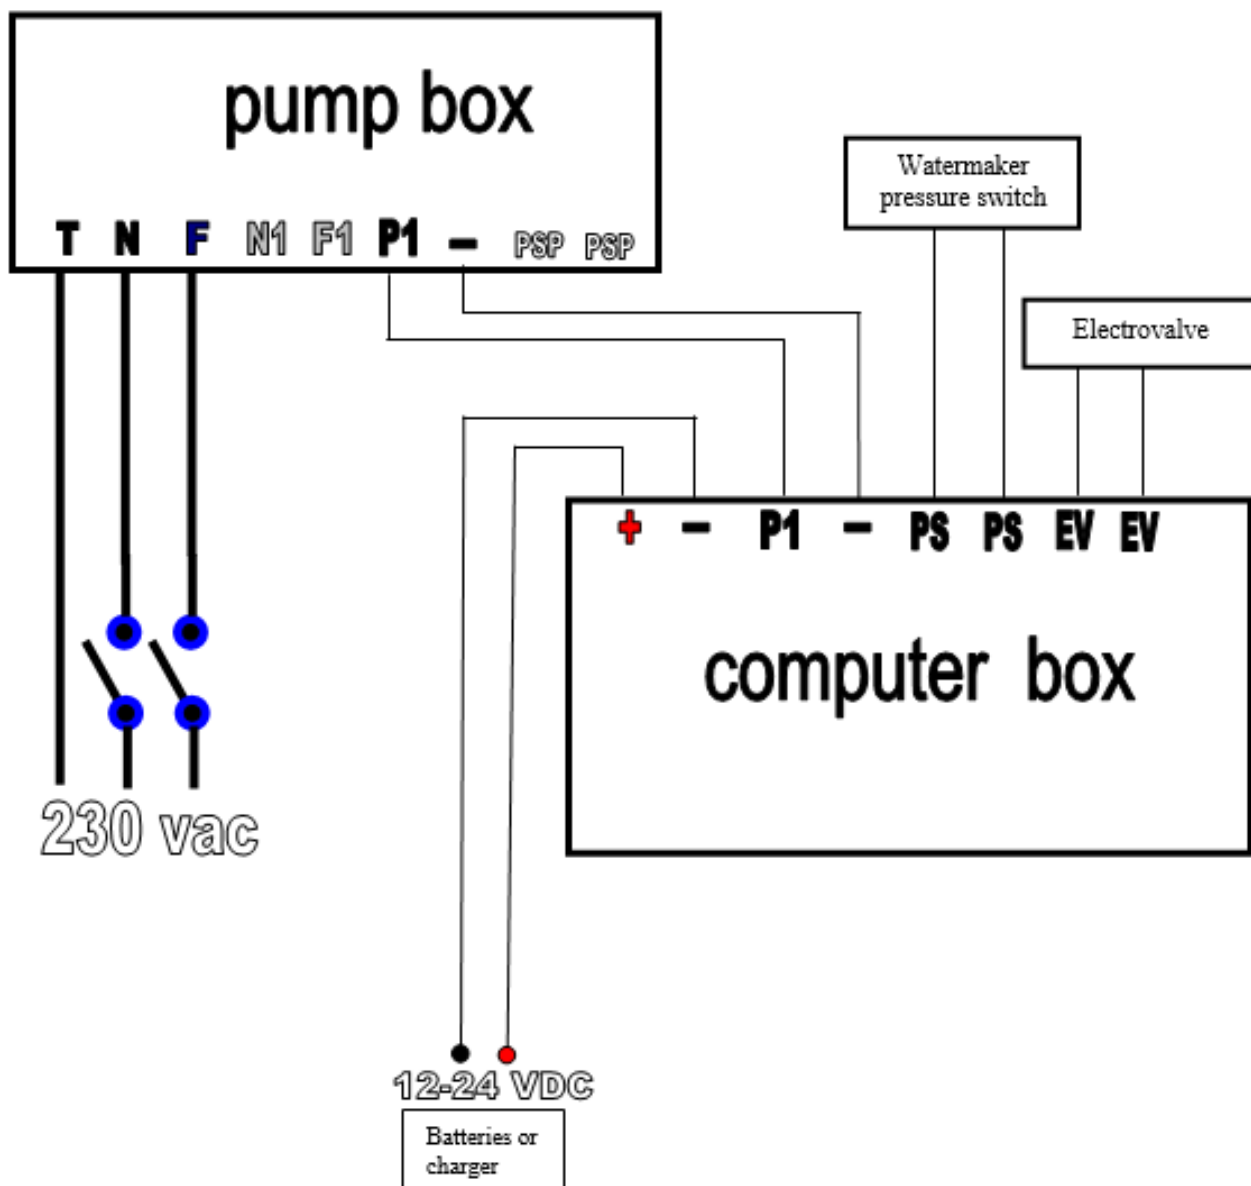 pump box
T N F N1 F1 P1 – PSP PSP
Watermaker
pressure switch
Electrovalve
+ – P1 – PS PS EV EV
computer box
230 vac
12-24 VDC
Batteries or
charger